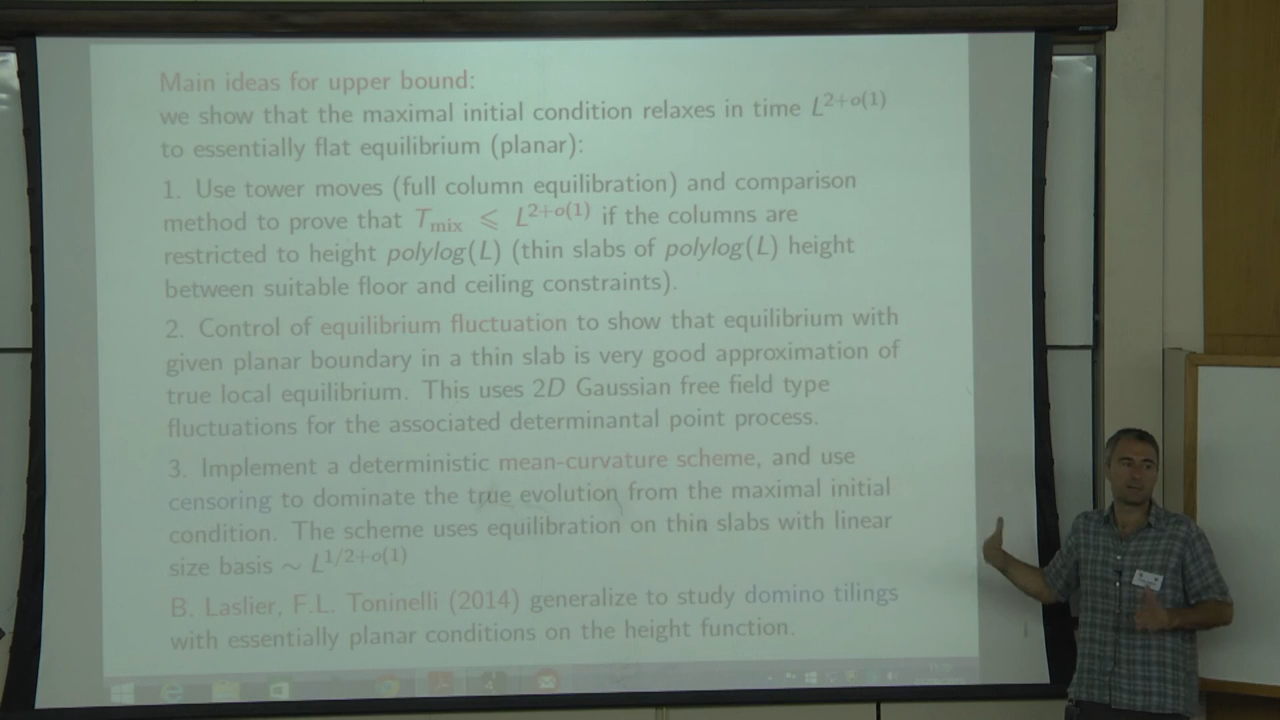 Main ideas for upper bound:
we show that the maximal initial condition relaxes in time L^{2+o(1)}
to essentially flat equilibrium (planar):
1. Use tower moves (full column equilibration) and comparison
method to prove that T_{mix} ⩽ L^{2+o(1)} if the columns are
restricted to height polylog(L) (thin slabs of polylog(L) height
between suitable floor and ceiling constraints).
2. Control of equilibrium fluctuation to show that equilibrium with
given planar boundary in a thin slab is very good approximation of
true local equilibrium. This uses 2D Gaussian free field type
fluctuations for the associated determinantal point process.
3. Implement a deterministic mean-curvature scheme, and use
censoring to dominate the true evolution from the maximal initial
condition. The scheme uses equilibration on thin slabs with linear
size basis ∼ L^{1/2+o(1)}
B. Laslier, F.L. Toninelli (2014) generalize to study domino tilings
with essentially planar conditions on the height function.